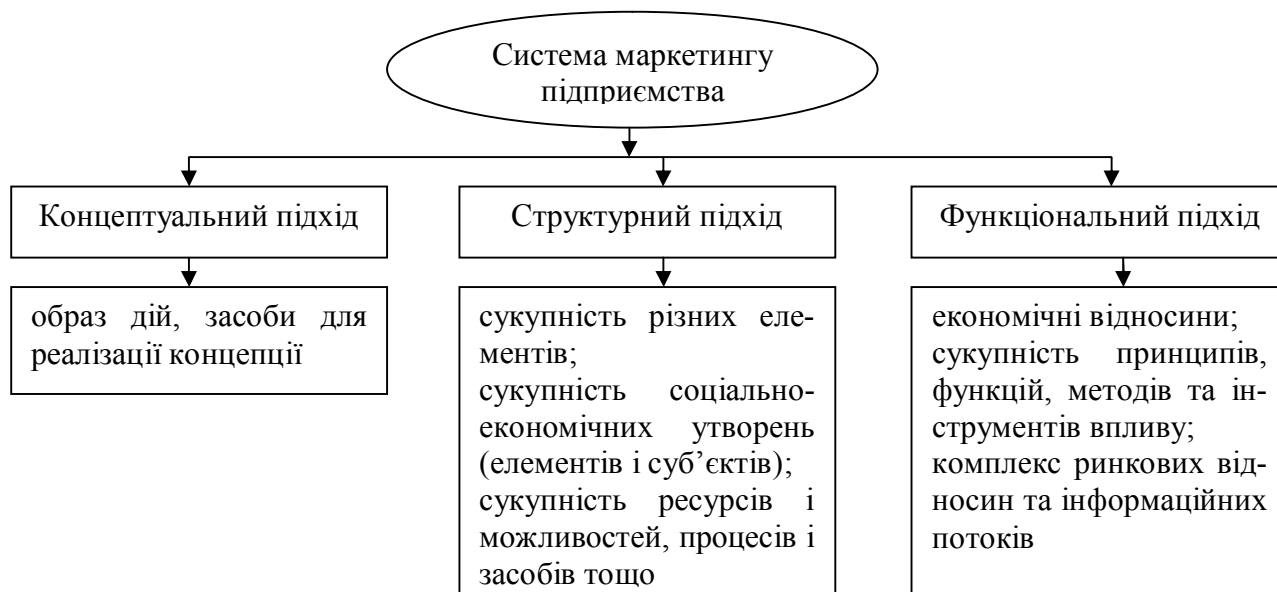 Система маркетингу
підприємства
Концептуальний підхід
Структурний підхід
Функціональний підхід
образ дій, засоби для
реалізації концепції
сукупність різних еле-
ментів;
сукупність соціально-
економічних утворень
(елементів і суб’єктів);
сукупність ресурсів і
можливостей, процесів і
засобів тощо
економічні відносини;
сукупність принципів,
функцій, методів та ін-
струментів впливу;
комплекс ринкових від-
носин та інформаційних
потоків